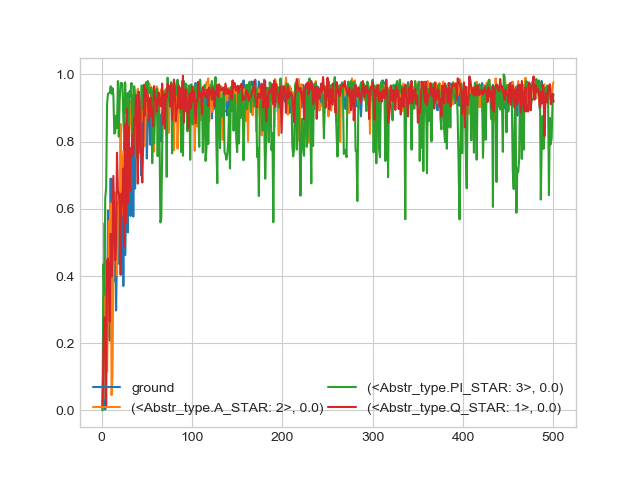 1.0
0.8
0.6
0.4
0.2
0.0
0 100 200 300 400 500
ground
(<Abstr_type.A_STAR: 2>, 0.0)
(<Abstr_type.PI_STAR: 3>, 0.0)
(<Abstr_type.Q_STAR: 1>, 0.0)